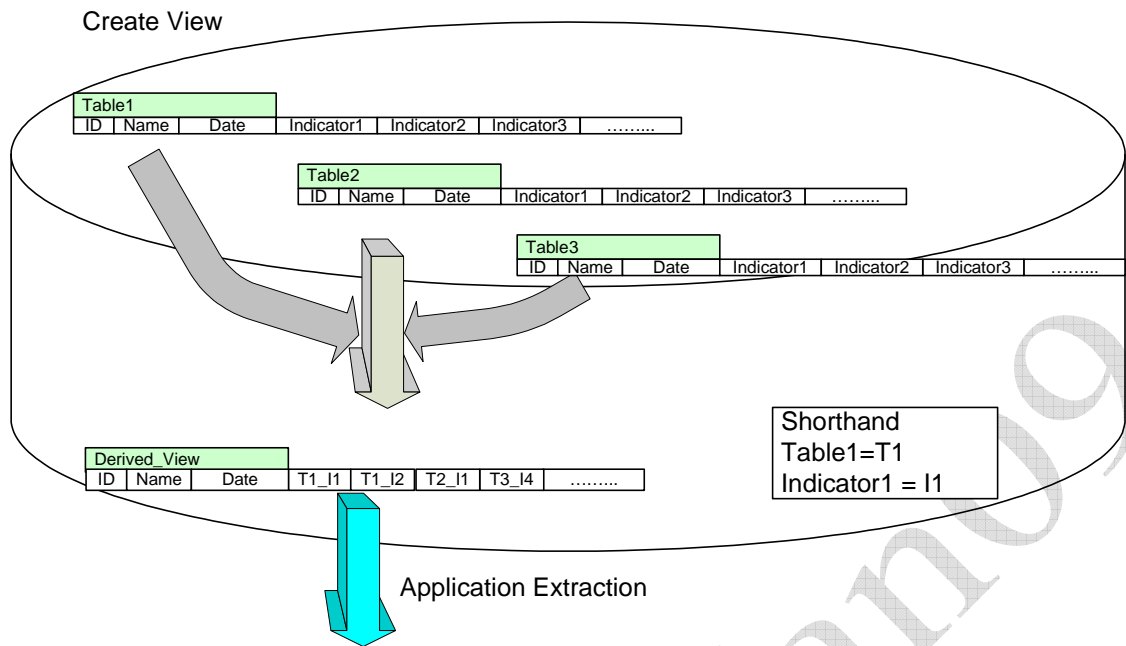 Create View
Table1
ID Name Date Indicator1 Indicator2 Indicator3 ……...
Table2
ID Name Date Indicator1 Indicator2 Indicator3 ……...
Table3
ID Name Date Indicator1 Indicator2 Indicator3 ……...
Shorthand
Table1=T1
Indicator1 = I1
Derived_View
ID Name Date T1_I1 T1_I2 T2_I1 T3_I4 ……...
Application Extraction
an09